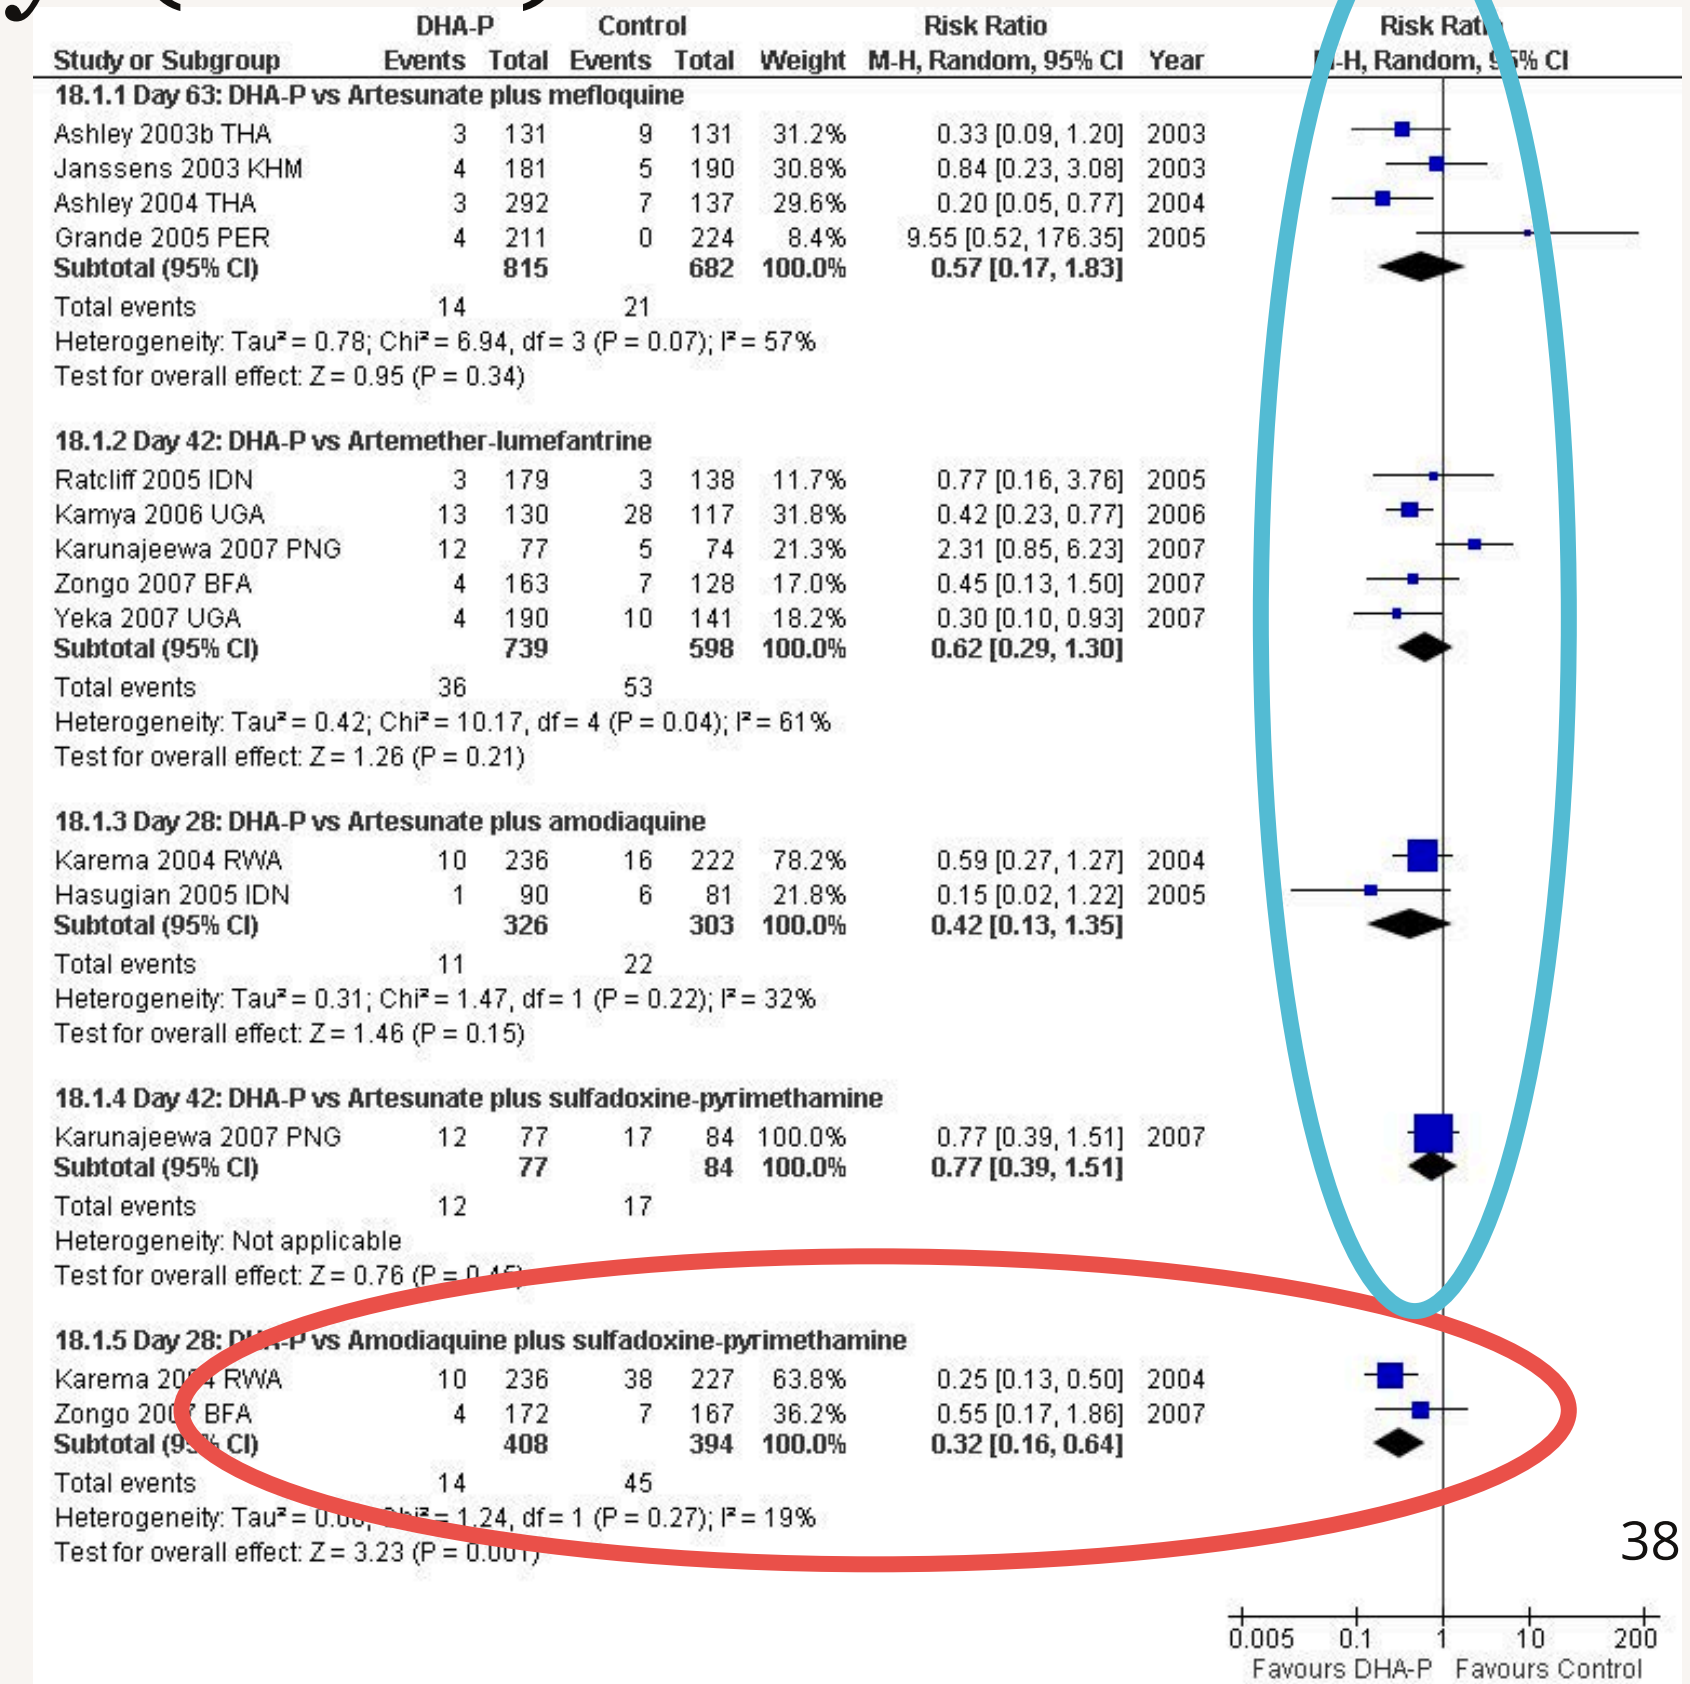 DHA-P Control Risk Ratio Risk
Study or Subgroup Events Total Events Total Weight M-H, Random, 95% CI Year M-H, Random, 95% CI
18.1.1 Day 63: DHA-P vs Artesunate plus mefloquine
Ashley 2003b THA 3 131 9 131 31.2% 0.33 [0.09, 1.20] 2003
Janssens 2003 KHM 4 181 5 190 30.8% 0.84 [0.23, 3.08] 2003
Ashley 2004 THA 3 292 7 137 29.6% 0.20 [0.05, 0.77] 2004
Grande 2005 PER 4 211 0 224 8.4% 9.55 [0.52, 176.35] 2005
Subtotal (95% CI) 815 682 100.0% 0.57 [0.17, 1.83]
Total events 14 21
Heterogeneity: Tau² = 0.78; Chi² = 6.94, df = 3 (P = 0.07); I² = 57%
Test for overall effect: Z = 0.95 (P = 0.34)
18.1.2 Day 42: DHA-P vs Artemether-lumefantrine
Ratcliff 2005 IDN 3 179 3 138 11.7% 0.77 [0.16, 3.76] 2005
Kamya 2006 UGA 13 130 28 117 31.8% 0.42 [0.23, 0.77] 2006
Karunajeewa 2007 PNG 12 77 5 74 21.3% 2.31 [0.85, 6.23] 2007
Zongo 2007 BFA 4 163 7 128 17.0% 0.45 [0.13, 1.50] 2007
Yeka 2007 UGA 4 190 10 141 18.2% 0.30 [0.10, 0.93] 2007
Subtotal (95% CI) 739 598 100.0% 0.62 [0.29, 1.30]
Total events 36 53
Heterogeneity: Tau² = 0.42; Chi² = 10.17, df = 4 (P = 0.04); I² = 61%
Test for overall effect: Z = 1.26 (P = 0.21)
18.1.3 Day 28: DHA-P vs Artesunate plus amodiaquine
Karema 2004 RWA 10 236 16 222 78.2% 0.59 [0.27, 1.27] 2004
Hasugian 2005 IDN 1 90 6 81 21.8% 0.15 [0.02, 1.22] 2005
Subtotal (95% CI) 326 303 100.0% 0.42 [0.13, 1.35]
Total events 11 22
Heterogeneity: Tau² = 0.31; Chi² = 1.47, df = 1 (P = 0.22); I² = 32%
Test for overall effect: Z = 1.46 (P = 0.15)
18.1.4 Day 42: DHA-P vs Artesunate plus sulfadoxine-pyrimethamine
Karunajeewa 2007 PNG 12 77 17 84 100.0% 0.77 [0.39, 1.51] 2007
Subtotal (95% CI) 77 84 100.0% 0.77 [0.39, 1.51]
Total events 12 17
Heterogeneity: Not applicable
Test for overall effect: Z = 0.76 (P = 0.45)
18.1.5 Day 28: DHA-P vs Amodiaquine plus sulfadoxine-pyrimethamine
Karema 2004 RWA 10 236 38 227 63.8% 0.25 [0.13, 0.50] 2004
Zongo 2007 BFA 4 172 7 167 36.2% 0.55 [0.17, 1.86] 2007
Subtotal (95% CI) 408 394 100.0% 0.32 [0.16, 0.64]
Total events 14 45
Heterogeneity: Tau² = Chi² = 1.24, df = 1 (P = 0.27); I² = 19%
Test for overall effect: Z = 3.23 (P = 0.001)
38
0.005 0.1 1 10 200
Favours DHA-P Favours Control